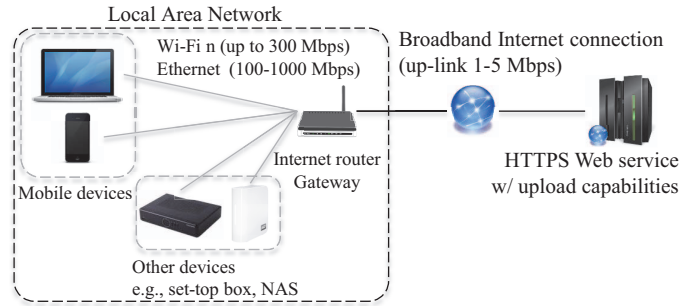 Local Area Network
Wi-Fi n (up to 300 Mbps)
Ethernet (100-1000 Mbps)
Broadband Internet connection
(up-link 1-5 Mbps)
Mobile devices
Internet router
Gateway
HTTPS Web service
w/ upload capabilities
Other devices
e.g., set-top box, NAS